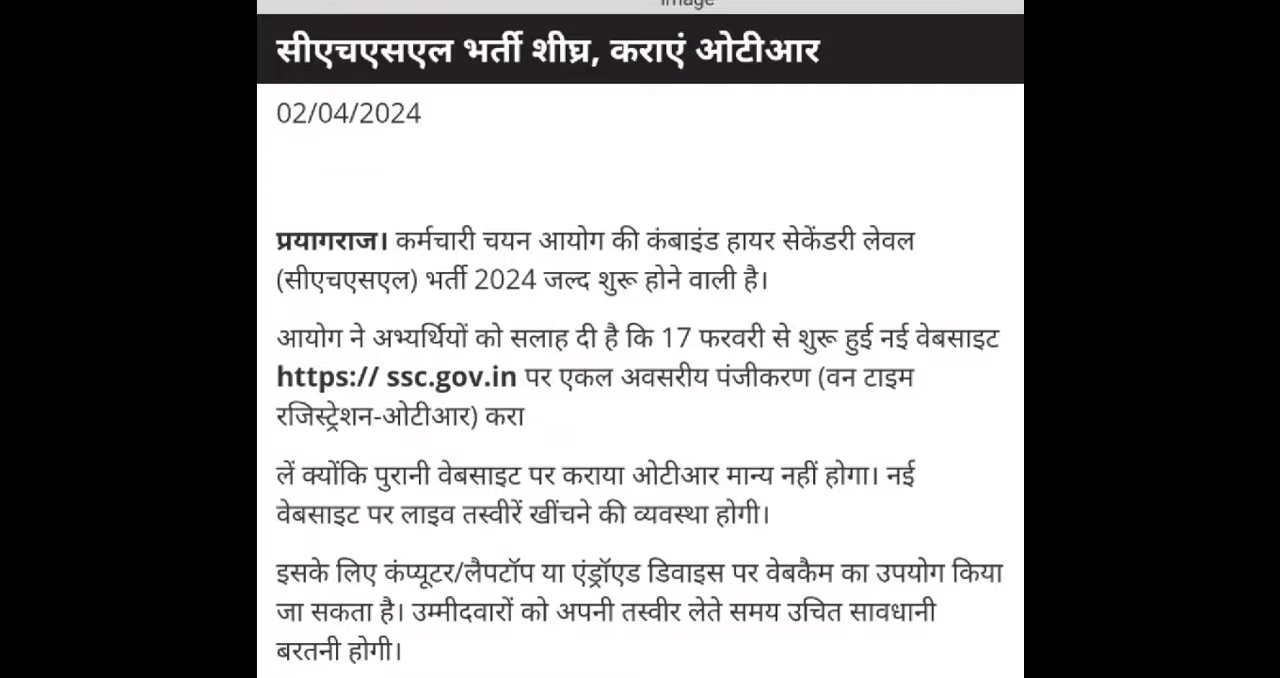 Image
सीएचएसएल भर्ती शीघ्र, कराएं ओटीआर
02/04/2024
प्रयागराज। कर्मचारी चयन आयोग की कंबाइंड हायर सेकेंडरी लेवल
(सीएचएसएल) भर्ती 2024 जल्द शुरू होने वाली है।
आयोग ने अभ्यर्थियों को सलाह दी है कि 17 फरवरी से शुरू हुई नई वेबसाइट
https:// ssc.gov.in पर एकल अवसरीय पंजीकरण (वन टाइम
रजिस्ट्रेशन-ओटीआर) करा
लें क्योंकि पुरानी वेबसाइट पर कराया ओटीआर मान्य नहीं होगा। नई
वेबसाइट पर लाइव तस्वीरें खींचने की व्यवस्था होगी।
इसके लिए कंप्यूटर/लैपटॉप या एंड्रॉएड डिवाइस पर वेबकैम का उपयोग किया
जा सकता है। उम्मीदवारों को अपनी तस्वीर लेते समय उचित सावधानी
बरतनी होगी।